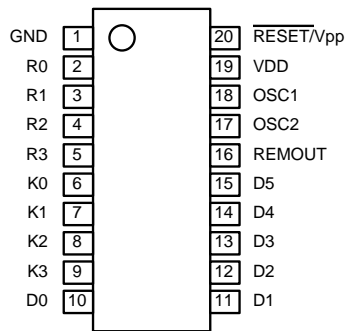 GND 1 20 RESET/Vpp
R0 2 19 VDD
R1 3 18 OSC1
R2 4 17 OSC2
R3 5 16 REMOUT
K0 6 15 D5
K1 7 14 D4
K2 8 13 D3
K3 9 12 D2
D0 10 11 D1